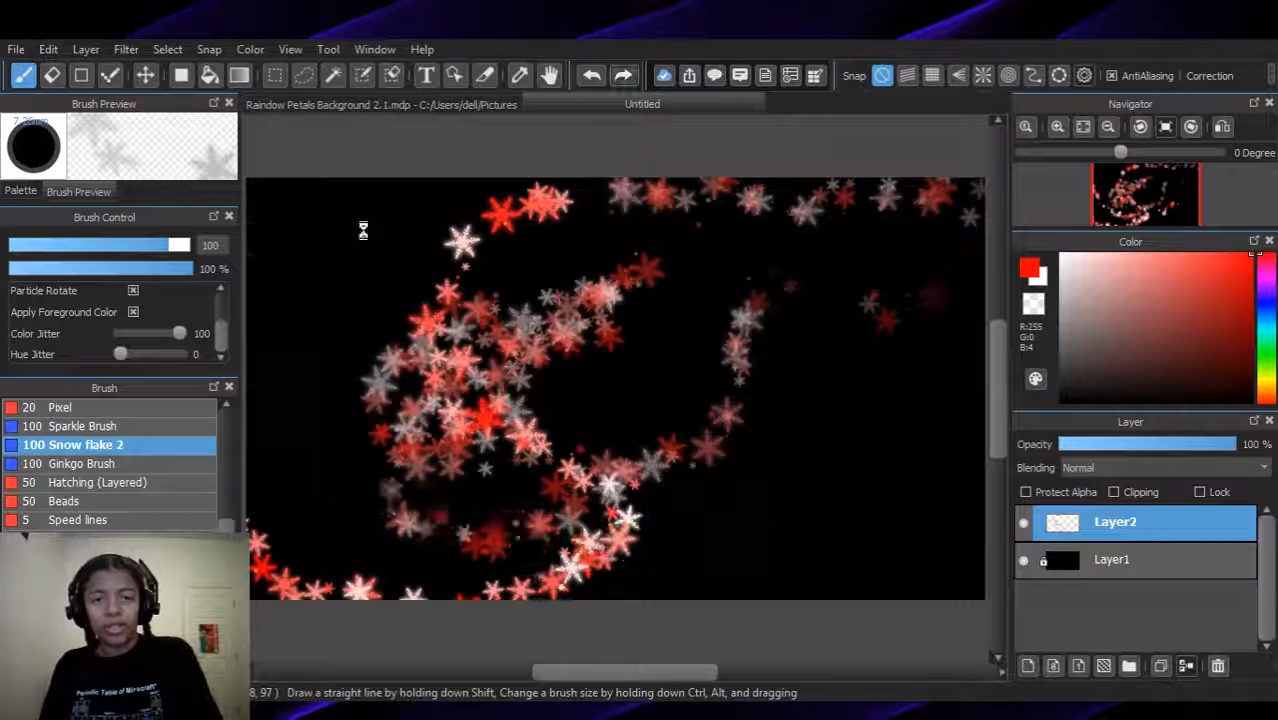 File Edit Layer Filter Select Snap Color View Tool Window Help
Snap AntiAliasing Correction
Brush Preview
Rainbow Petals Background 2.1.mdp - C:/Users/dell/Pictures
Untitled
Navigator
0 Degree
Palette Brush Preview
Brush Control
100
100 %
Particle Rotate
Apply Foreground Color
Color Jitter 100
Hue Jitter 0
Brush
20 Pixel
100 Sparkle Brush
100 Snow flake 2
100 Ginkgo Brush
50 Hatching (Layered)
50 Beads
5 Speed lines
Color
R:255
G:0
B:4
Layer
Opacity 100 %
Blending Normal
Protect Alpha Clipping Lock
Layer2
Layer1
Periodic Table of Minecraft
8, 97 ) Draw a straight line by holding down Shift, Change a brush size by holding down Ctrl, Alt, and dragging